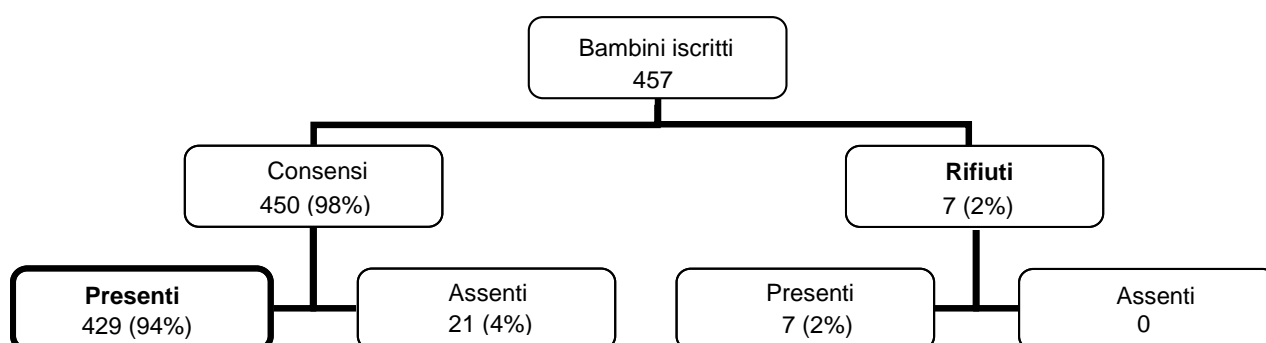 Bambini iscritti
457
Consensi
450 (98%)
Rifiuti
7 (2%)
Presenti
429 (94%)
Assenti
21 (4%)
Presenti
7 (2%)
Assenti
0